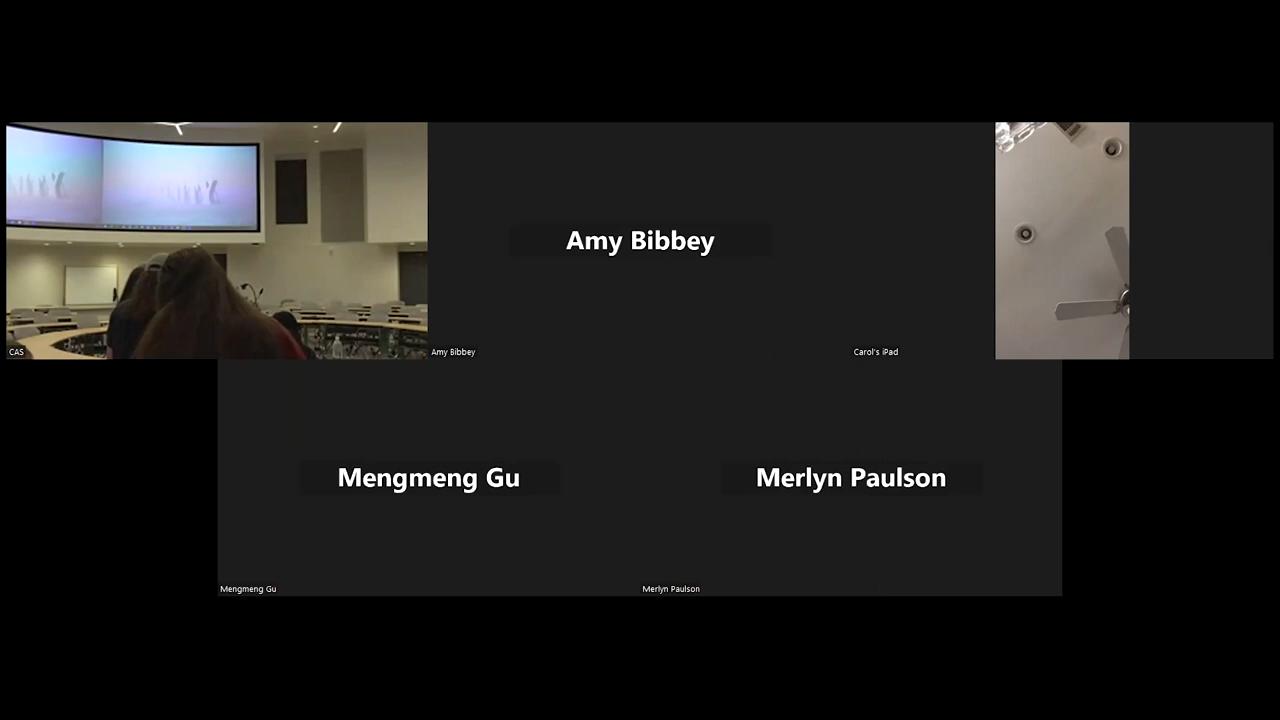 Amy Bibbey
CAS
Amy Bibbey
Carol's iPad
Mengmeng Gu
Merlyn Paulson
Mengmeng Gu
Merlyn Paulson